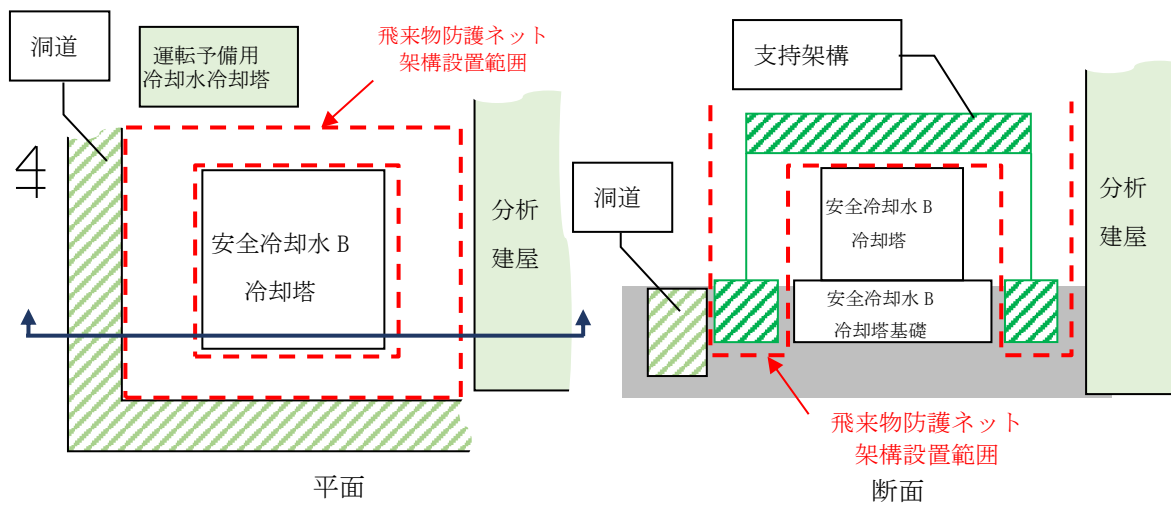 洞道
運転予備用
冷却水冷却塔
飛来物防護ネット
架構設置範囲
安全冷却水 B
冷却塔
分析
建屋
平面
支持架構
洞道
安全冷却水 B
冷却塔
安全冷却水 B
冷却塔基礎
分析
建屋
飛来物防護ネット
架構設置範囲
断面